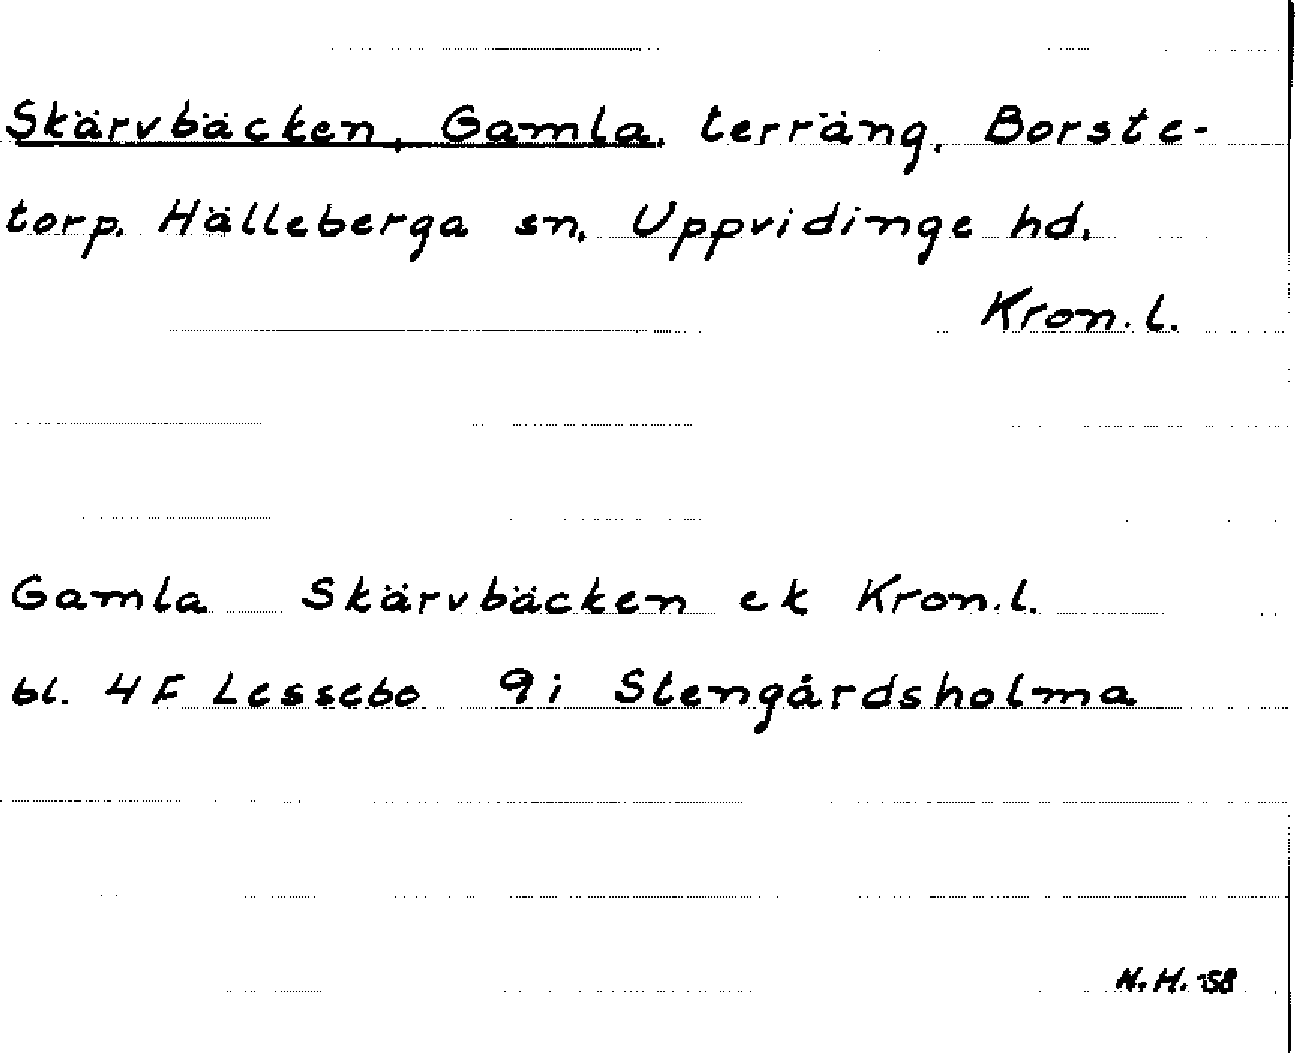 Skärvbäcken, Gamla, terräng, Borste-
torp, Hälleberga sn, Uppvidinge hd,
Kron.l.
Gamla Skärvbäcken ek Kron.l.
bl. 4F Lessebo 9i Stengårdsholma
N.H. -58